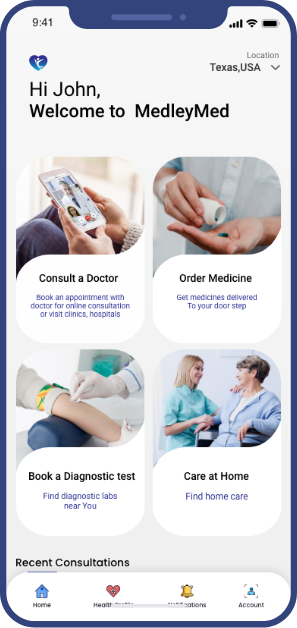 9:41
Location
Texas,USA
Hi John,
Welcome to MedleyMed
Consult a Doctor
Book an appointment with
doctor for online consultation
or visit clinics, hospitals
Order Medicine
Get medicines delivered
To your door step
Book a Diagnostic test
Find diagnostic labs
near You
Care at Home
Find home care
Recent Consultations
Home
Health
Account